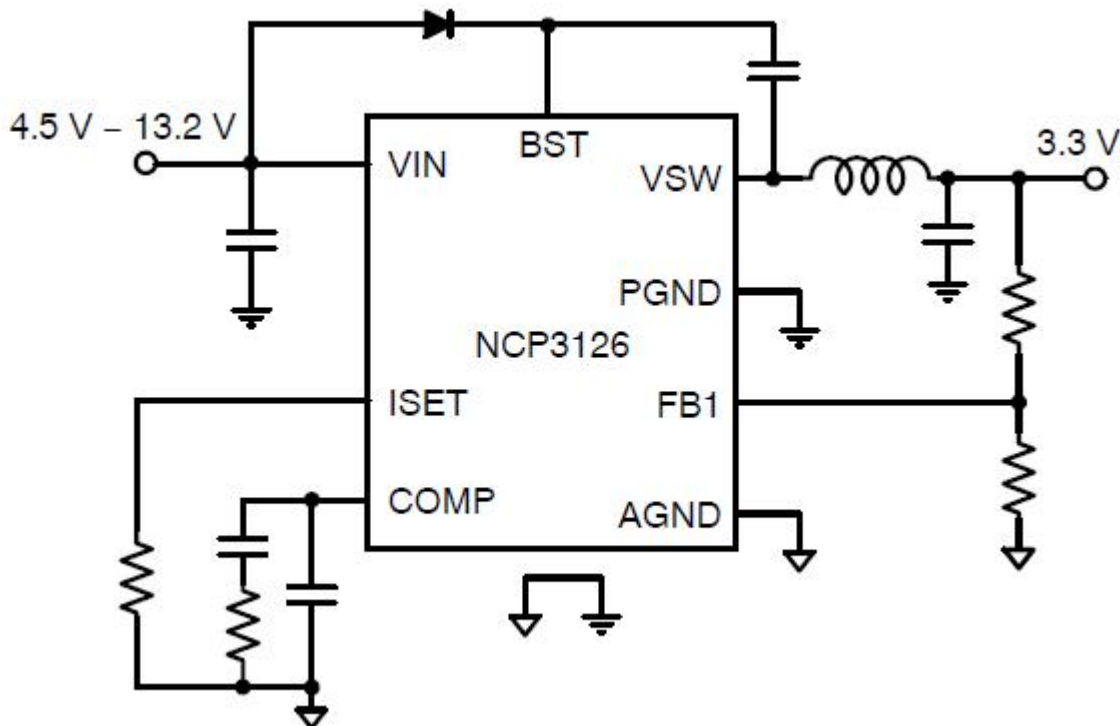 4.5 V – 13.2 V
BST
VIN
VSW
3.3 V
PGND
NCP3126
ISET
FB1
COMP
AGND